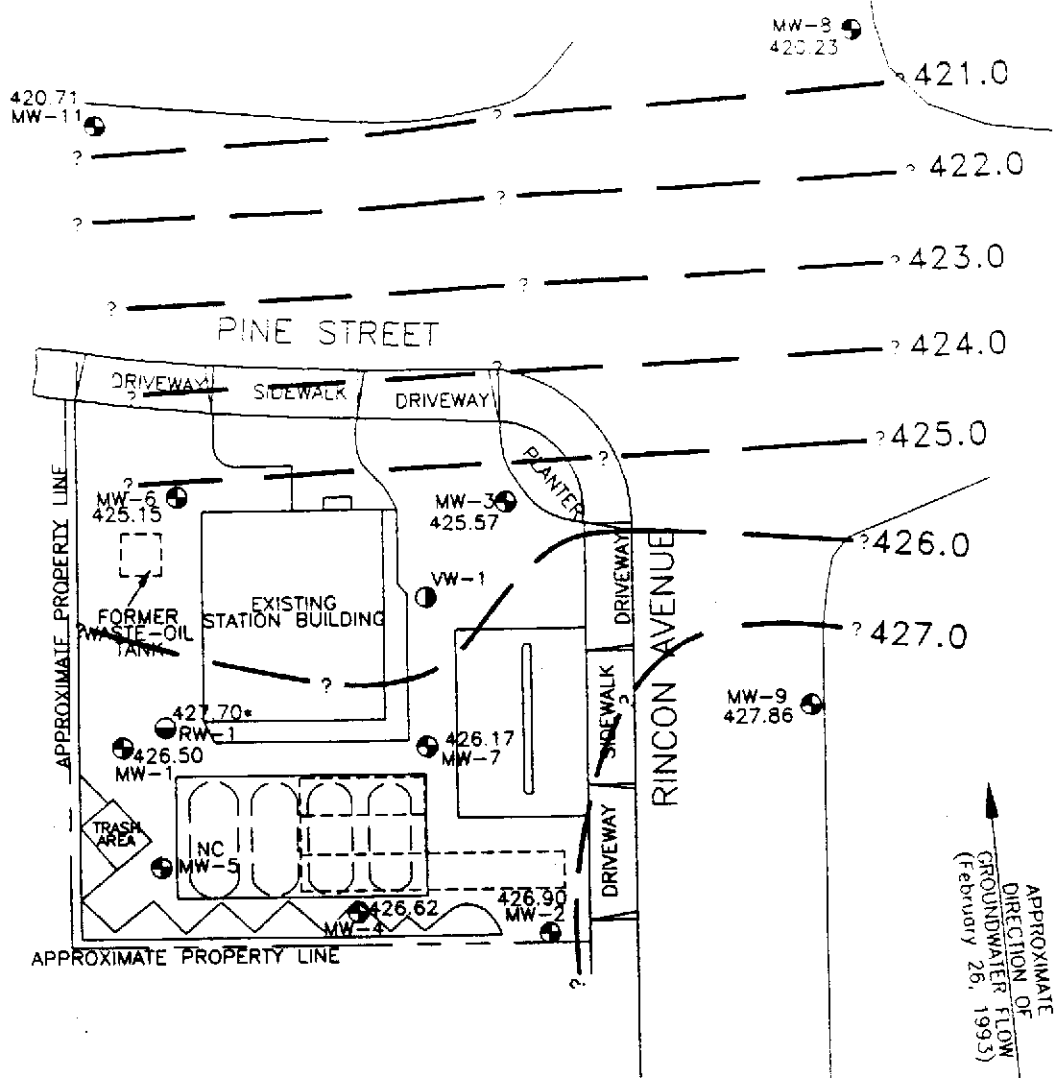 MW-8
420.23
421.0
420.71
MW-11
?
?
?
422.0
?
?
?
423.0
?
?
?
PINE STREET
424.0
?
?
?
DRIVEWAY
SIDEWALK
DRIVEWAY
425.0
?
?
?
PLANTER
MW-6
425.15
MW-3
425.57
APPROXIMATE PROPERTY LINE
?426.0
DRIVEWAY
VW-1
EXISTING
STATION BUILDING
FORMER
WASTE-OIL
TANK
?
?
?427.0
RINCON AVENUE
SIDEWALK
?
MW-9
427.86
427.70*
RW-1
426.50
MW-1
426.17
MW-7
TRASH
AREA
NC
MW-5
DRIVEWAY
426.62
MW-4
426.90
MW-2
APPROXIMATE PROPERTY LINE
?
APPROXIMATE
DIRECTION OF
GROUNDWATER FLOW
(February 26, 1993)